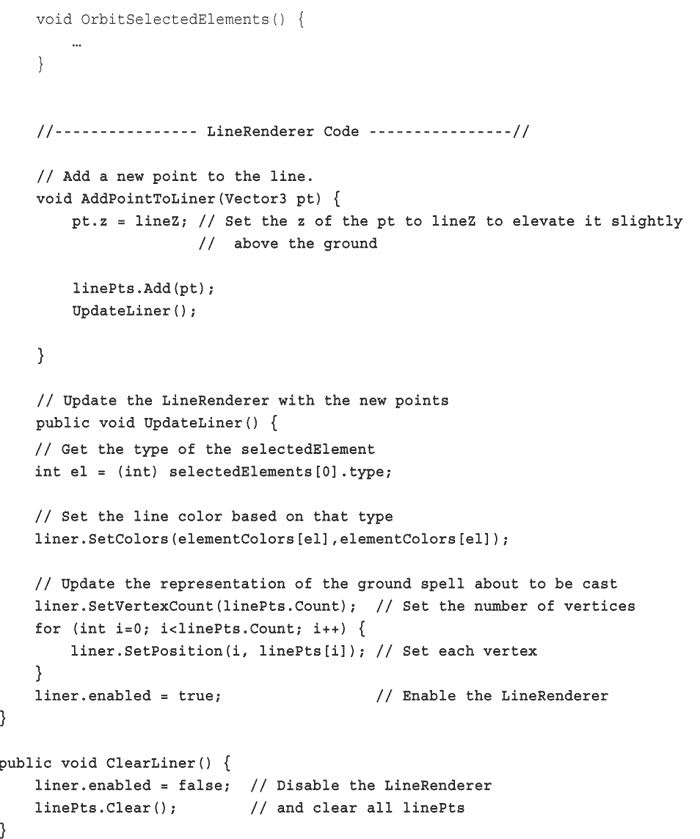 void OrbitSelectedElements() {
…
}
//---------------- LineRenderer Code ----------------//
// Add a new point to the line.
void AddPointToLiner(Vector3 pt) {
pt.z = lineZ; // Set the z of the pt to lineZ to elevate it slightly
//  above the ground
linePts.Add(pt);
UpdateLiner();
}
// Update the LineRenderer with the new points
public void UpdateLiner() {
// Get the type of the selectedElement
int el = (int) selectedElements[0].type;
// Set the line color based on that type
liner.SetColors(elementColors[el],elementColors[el]);
// Update the representation of the ground spell about to be cast
liner.SetVertexCount(linePts.Count);  // Set the number of vertices
for (int i=0; i<linePts.Count; i++) {
liner.SetPosition(i, linePts[i]); // Set each vertex
}
liner.enabled = true;                 // Enable the LineRenderer
}
public void ClearLiner() {
liner.enabled = false;  // Disable the LineRenderer
linePts.Clear();        // and clear all linePts
}